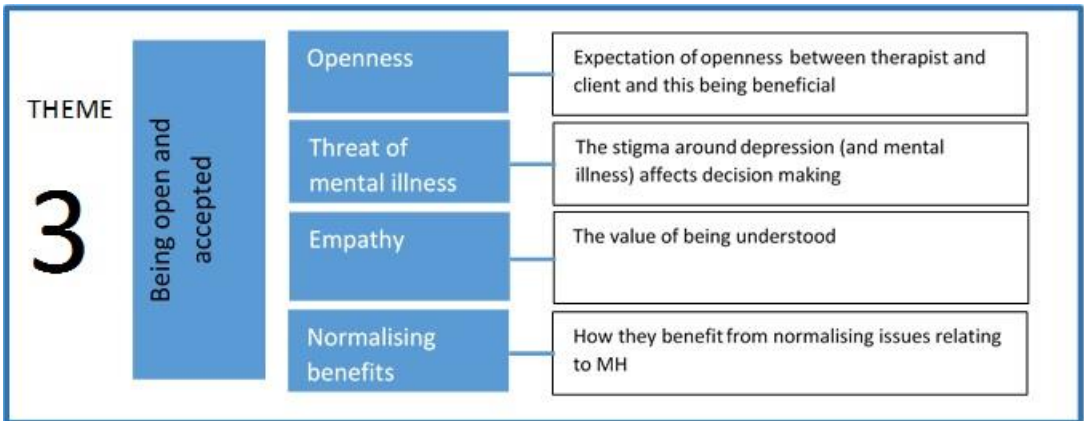 THEME
3
Being open and
accepted
Openness
Expectation of openness between therapist and
client and this being beneficial
Threat of
mental illness
The stigma around depression (and mental
illness) affects decision making
Empathy
The value of being understood
Normalising
benefits
How they benefit from normalising issues relating
to MH